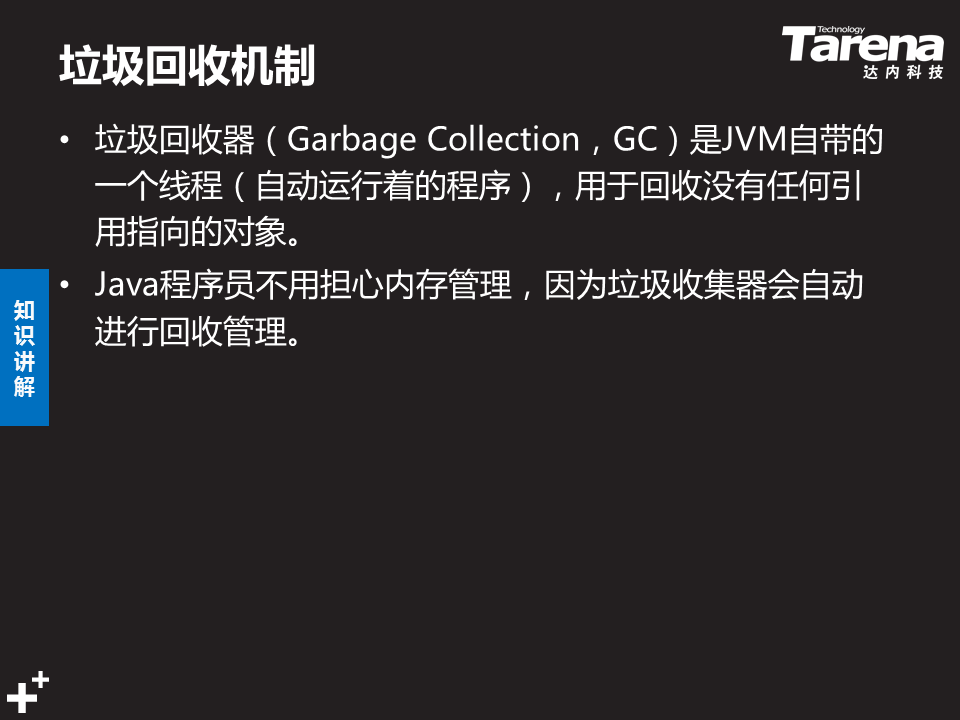 垃圾回收机制
Technology
Tarena
达内科技
• 垃圾回收器（Garbage Collection，GC）是JVM自带的
一个线程（自动运行着的程序），用于回收没有任何引
用指向的对象。
• Java程序员不用担心内存管理，因为垃圾收集器会自动
进行回收管理。
知
识
讲
解